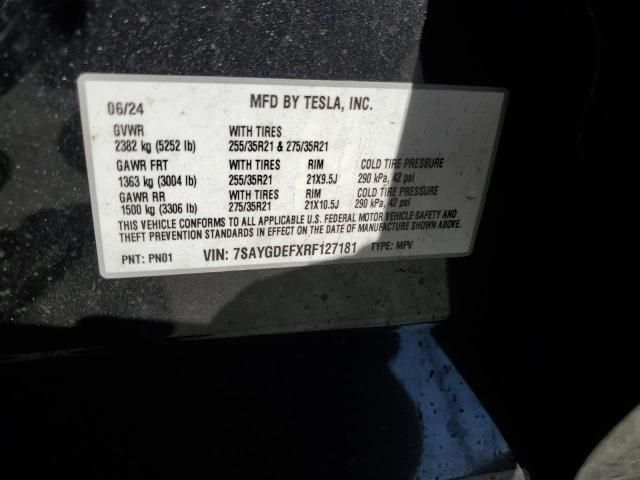 06/24 MFD BY TESLA, INC.
GVWR WITH TIRES
2382 kg (5252 lb) 255/35R21 & 275/35R21
GAWR FRT WITH TIRES RIM COLD TIRE PRESSURE
1363 kg (3004 lb) 255/35R21 21X9.5J 290 kPa, 42 psi
GAWR RR WITH TIRES RIM COLD TIRE PRESSURE
1500 kg (3306 lb) 275/35R21 21X10.5J 290 kPa, 42 psi
THIS VEHICLE CONFORMS TO ALL APPLICABLE U.S. FEDERAL MOTOR VEHICLE SAFETY AND
THEFT PREVENTION STANDARDS IN EFFECT ON THE DATE OF MANUFACTURE SHOWN ABOVE.
PNT: PN01 VIN: 7SAYGDEFXRF127181 TYPE: MPV